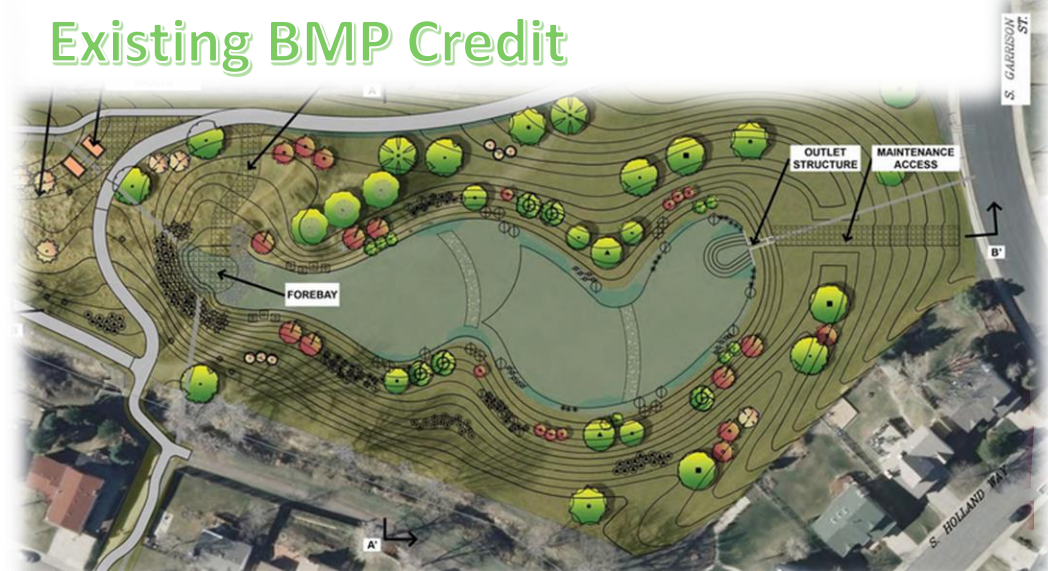 Existing BMP Credit
S. GARRISON
ST.
A
OUTLET
STRUCTURE
MAINTENANCE
ACCESS
B'
FOREBAY
A'
S. HOLLAND WAY